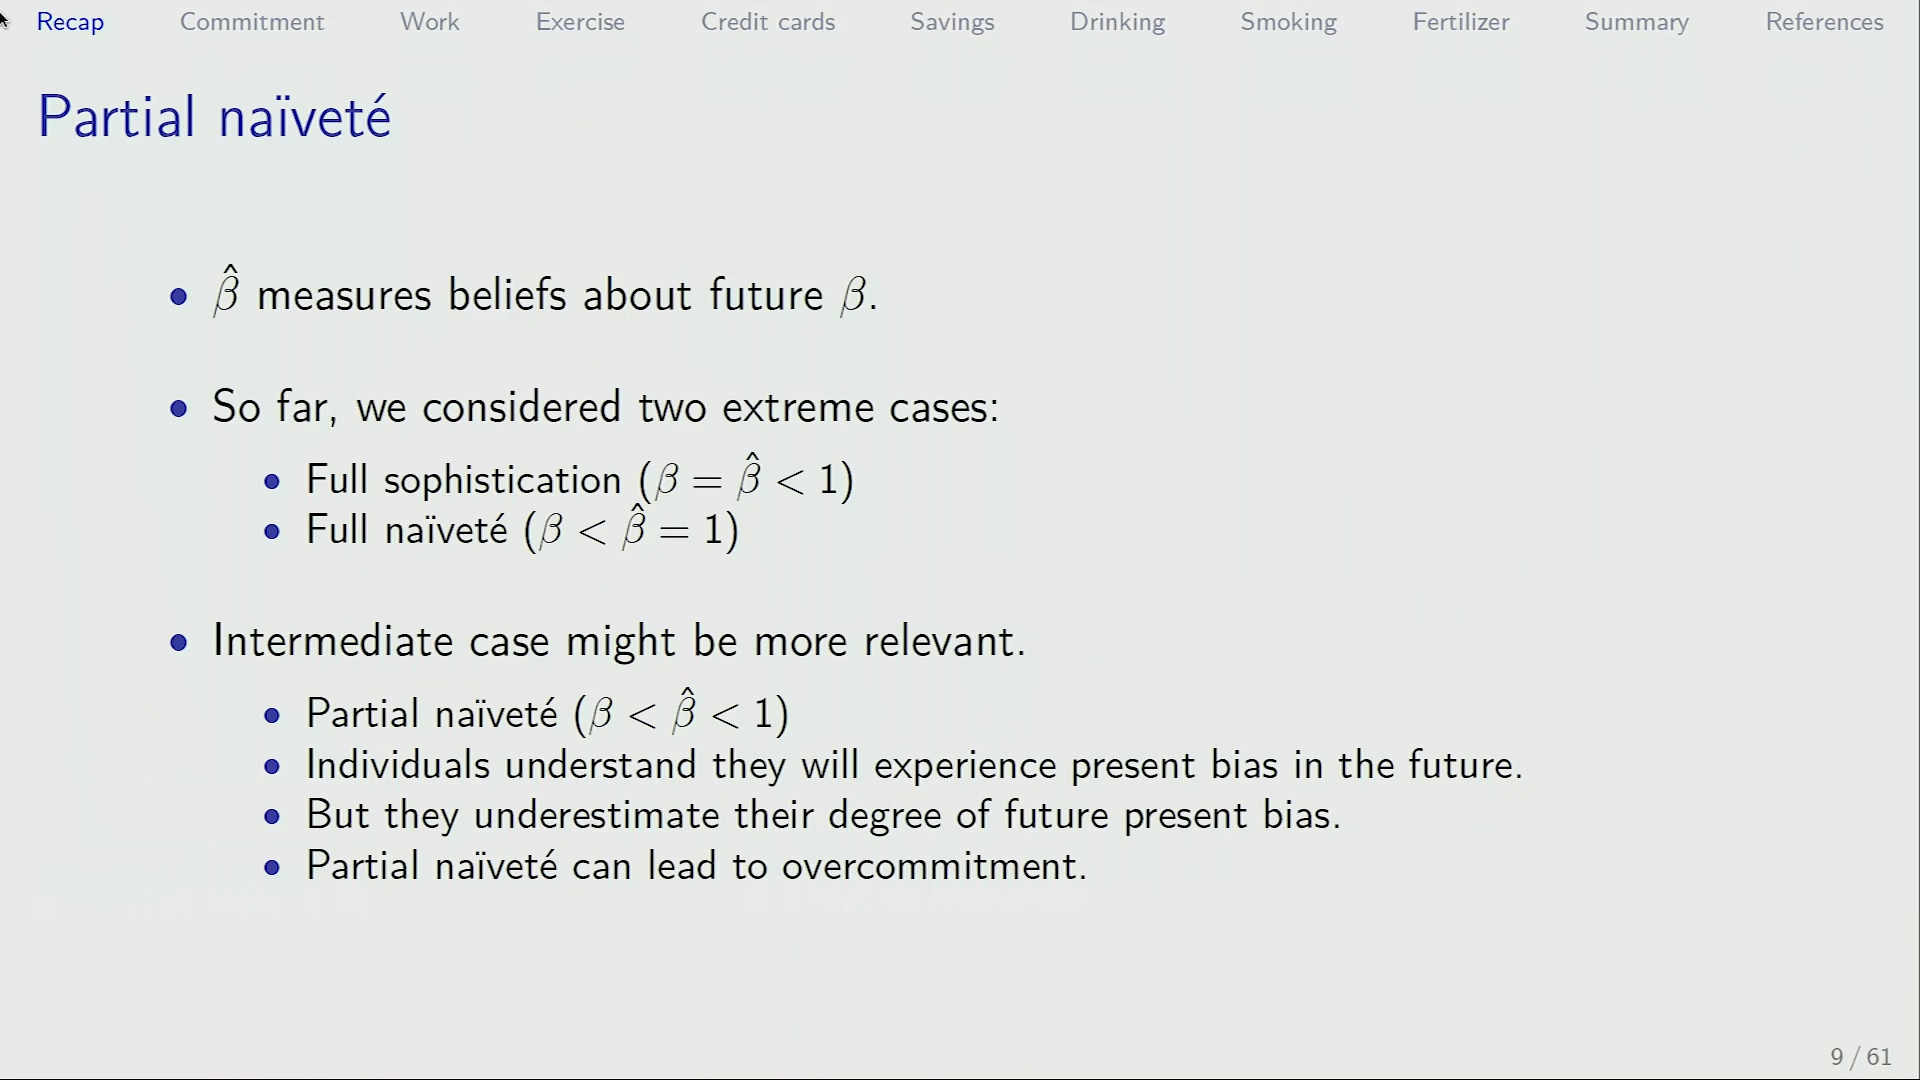 Recap Commitment Work Exercise Credit cards Savings Drinking Smoking Fertilizer Summary References
Partial naïveté
• β̂ measures beliefs about future β.
• So far, we considered two extreme cases:
• Full sophistication (β = β̂ < 1)
• Full naïveté (β < β̂ = 1)
• Intermediate case might be more relevant.
• Partial naïveté (β < β̂ < 1)
• Individuals understand they will experience present bias in the future.
• But they underestimate their degree of future present bias.
• Partial naïveté can lead to overcommitment.
9 / 61